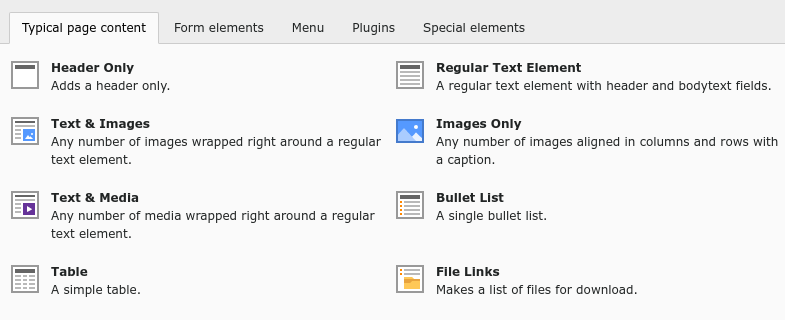 Typical page content
Form elements
Menu
Plugins
Special elements
Header Only
Adds a header only.
Regular Text Element
A regular text element with header and bodytext fields.
Text & Images
Any number of images wrapped right around a regular
text element.
Images Only
Any number of images aligned in columns and rows with
a caption.
Text & Media
Any number of media wrapped right around a regular
text element.
Bullet List
A single bullet list.
Table
A simple table.
File Links
Makes a list of files for download.